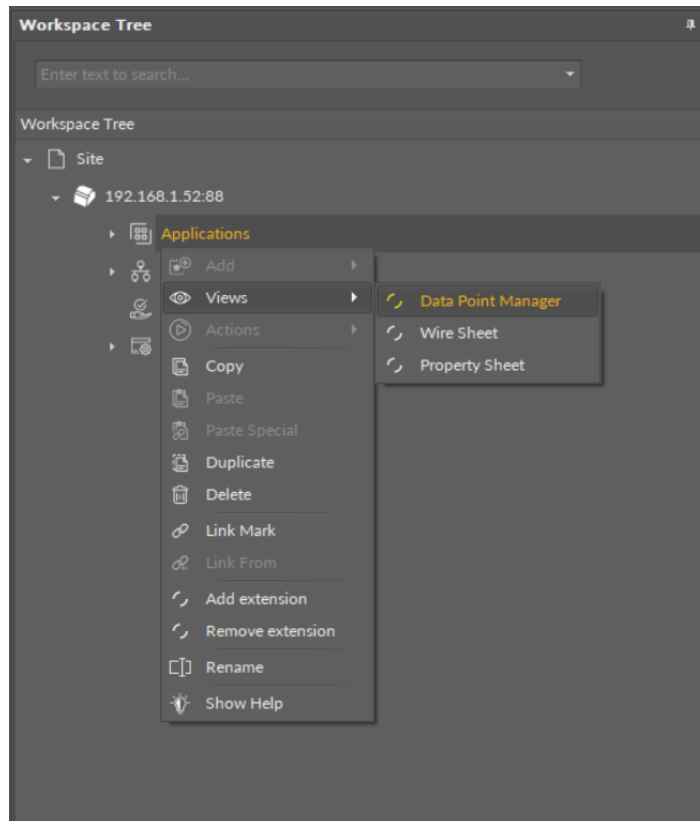 Workspace Tree
Enter text to search...
Workspace Tree
Site
192.168.1.52:88
Applications
Add
Views
Data Point Manager
Actions
Wire Sheet
Copy
Property Sheet
Paste
Paste Special
Duplicate
Delete
Link Mark
Link From
Add extension
Remove extension
Rename
Show Help